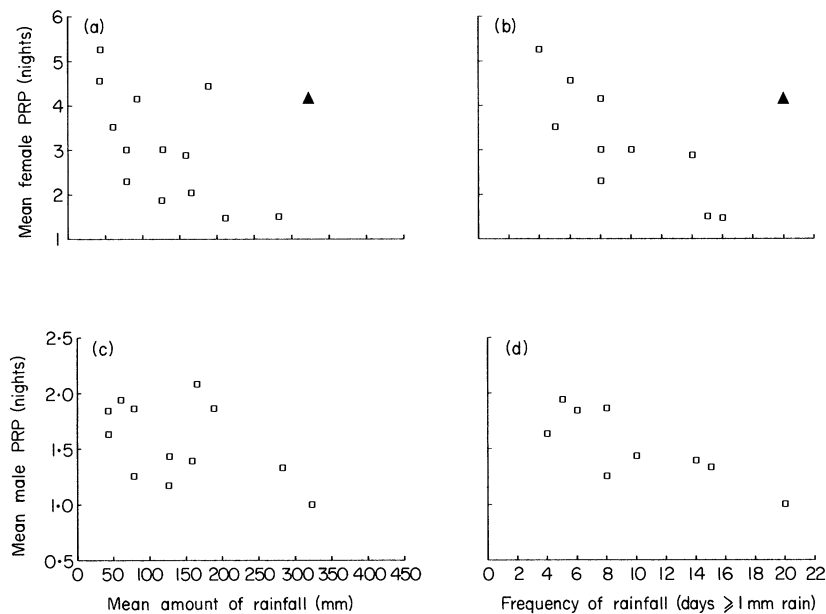 (a)
(b)
6
5
4
3
2
1
Mean female PRP (nights)
(c)
(d)
2·5
2·0
1·5
1·0
0·5
Mean male PRP (nights)
0 50 100 150 200 250 300 350 400 450
Mean amount of rainfall (mm)
0 2 4 6 8 10 12 14 16 18 20 22
Frequency of rainfall (days ⩾ 1 mm rain)